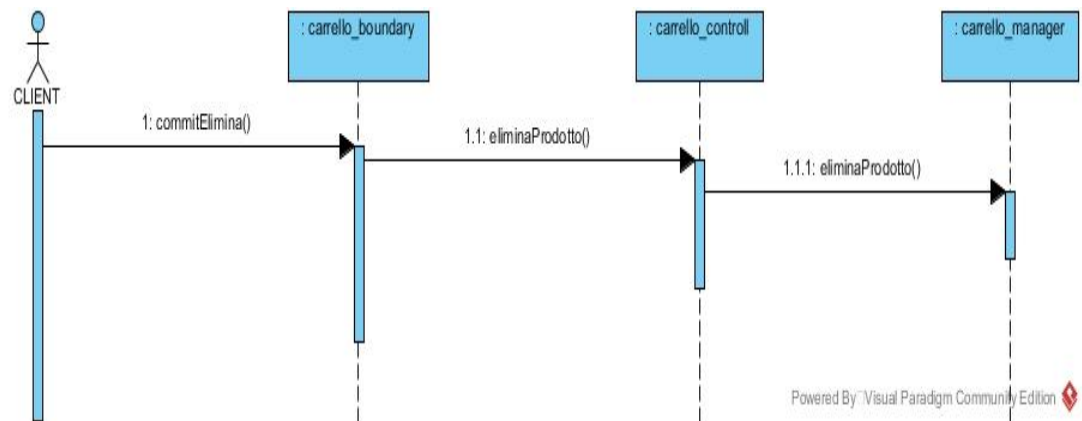 : carrello_boundary
: carrello_controll
: carrello_manager
CLIENT
1: commitElimina()
1.1: eliminaProdotto()
1.1.1: eliminaProdotto()
Powered By Visual Paradigm Community Edition